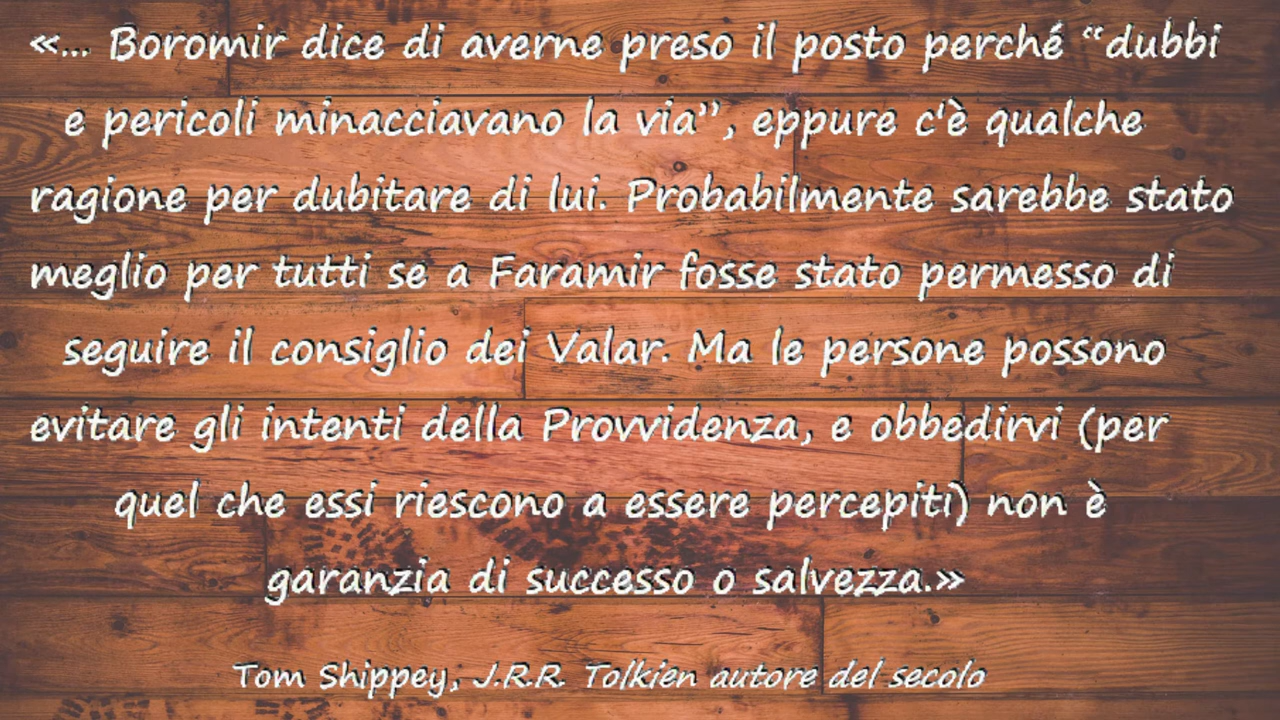 «... Boromir dice di averne preso il posto perché “dubbi
e pericoli minacciavano la via”, eppure c'è qualche
ragione per dubitare di lui. Probabilmente sarebbe stato
meglio per tutti se a Faramir fosse stato permesso di
seguire il consiglio dei Valar. Ma le persone possono
evitare gli intenti della Provvidenza, e obbedirvi (per
quel che essi riescono a essere percepiti) non è
garanzia di successo o salvezza.»
Tom Shippey, J.R.R. Tolkien autore del secolo